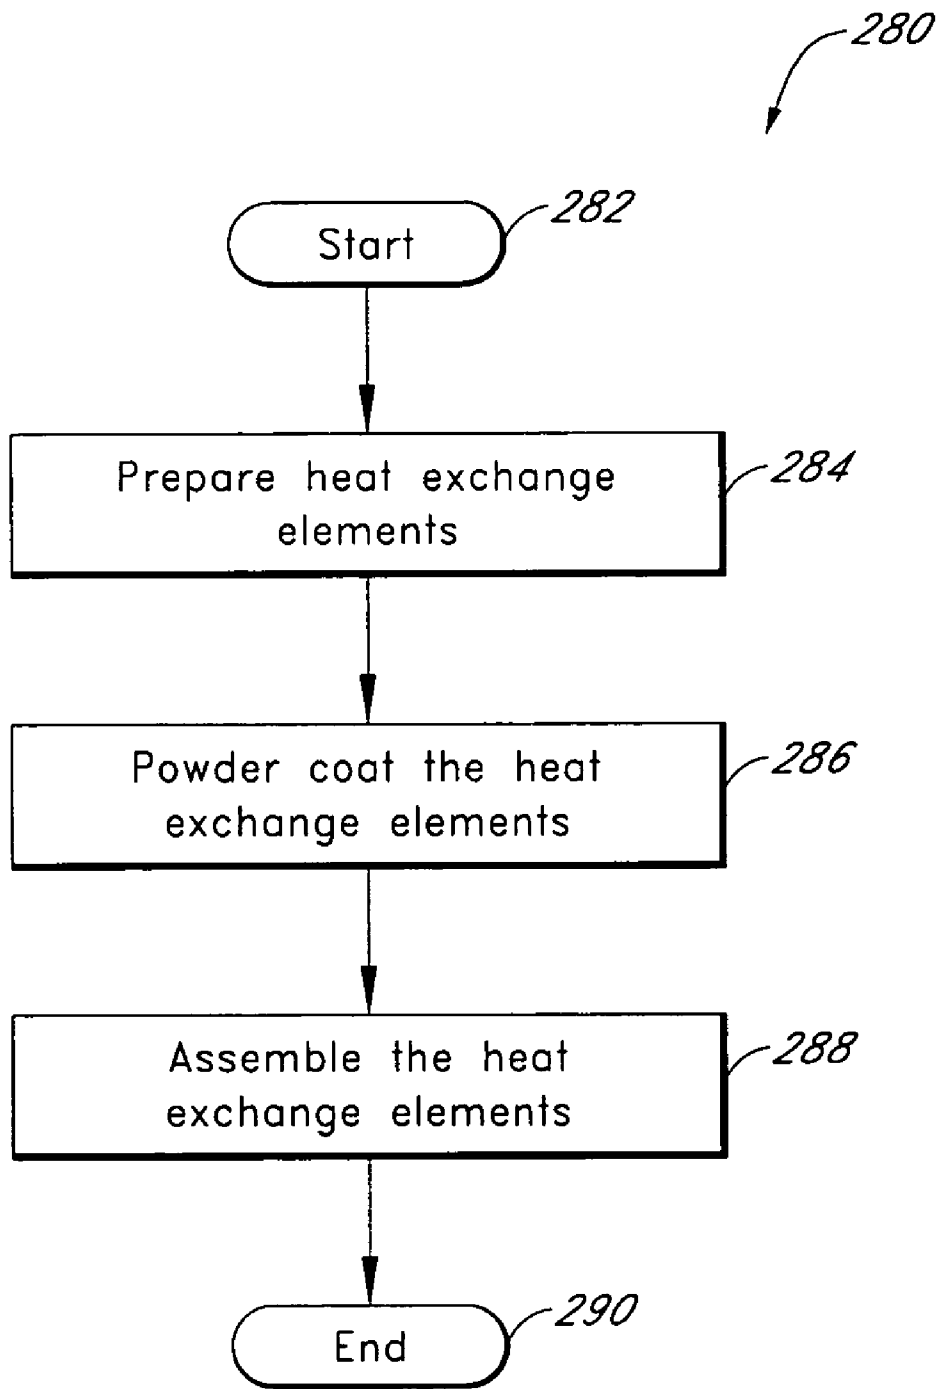 280
282
Start
284
Prepare heat exchange
elements
286
Powder coat the heat
exchange elements
288
Assemble the heat
exchange elements
290
End